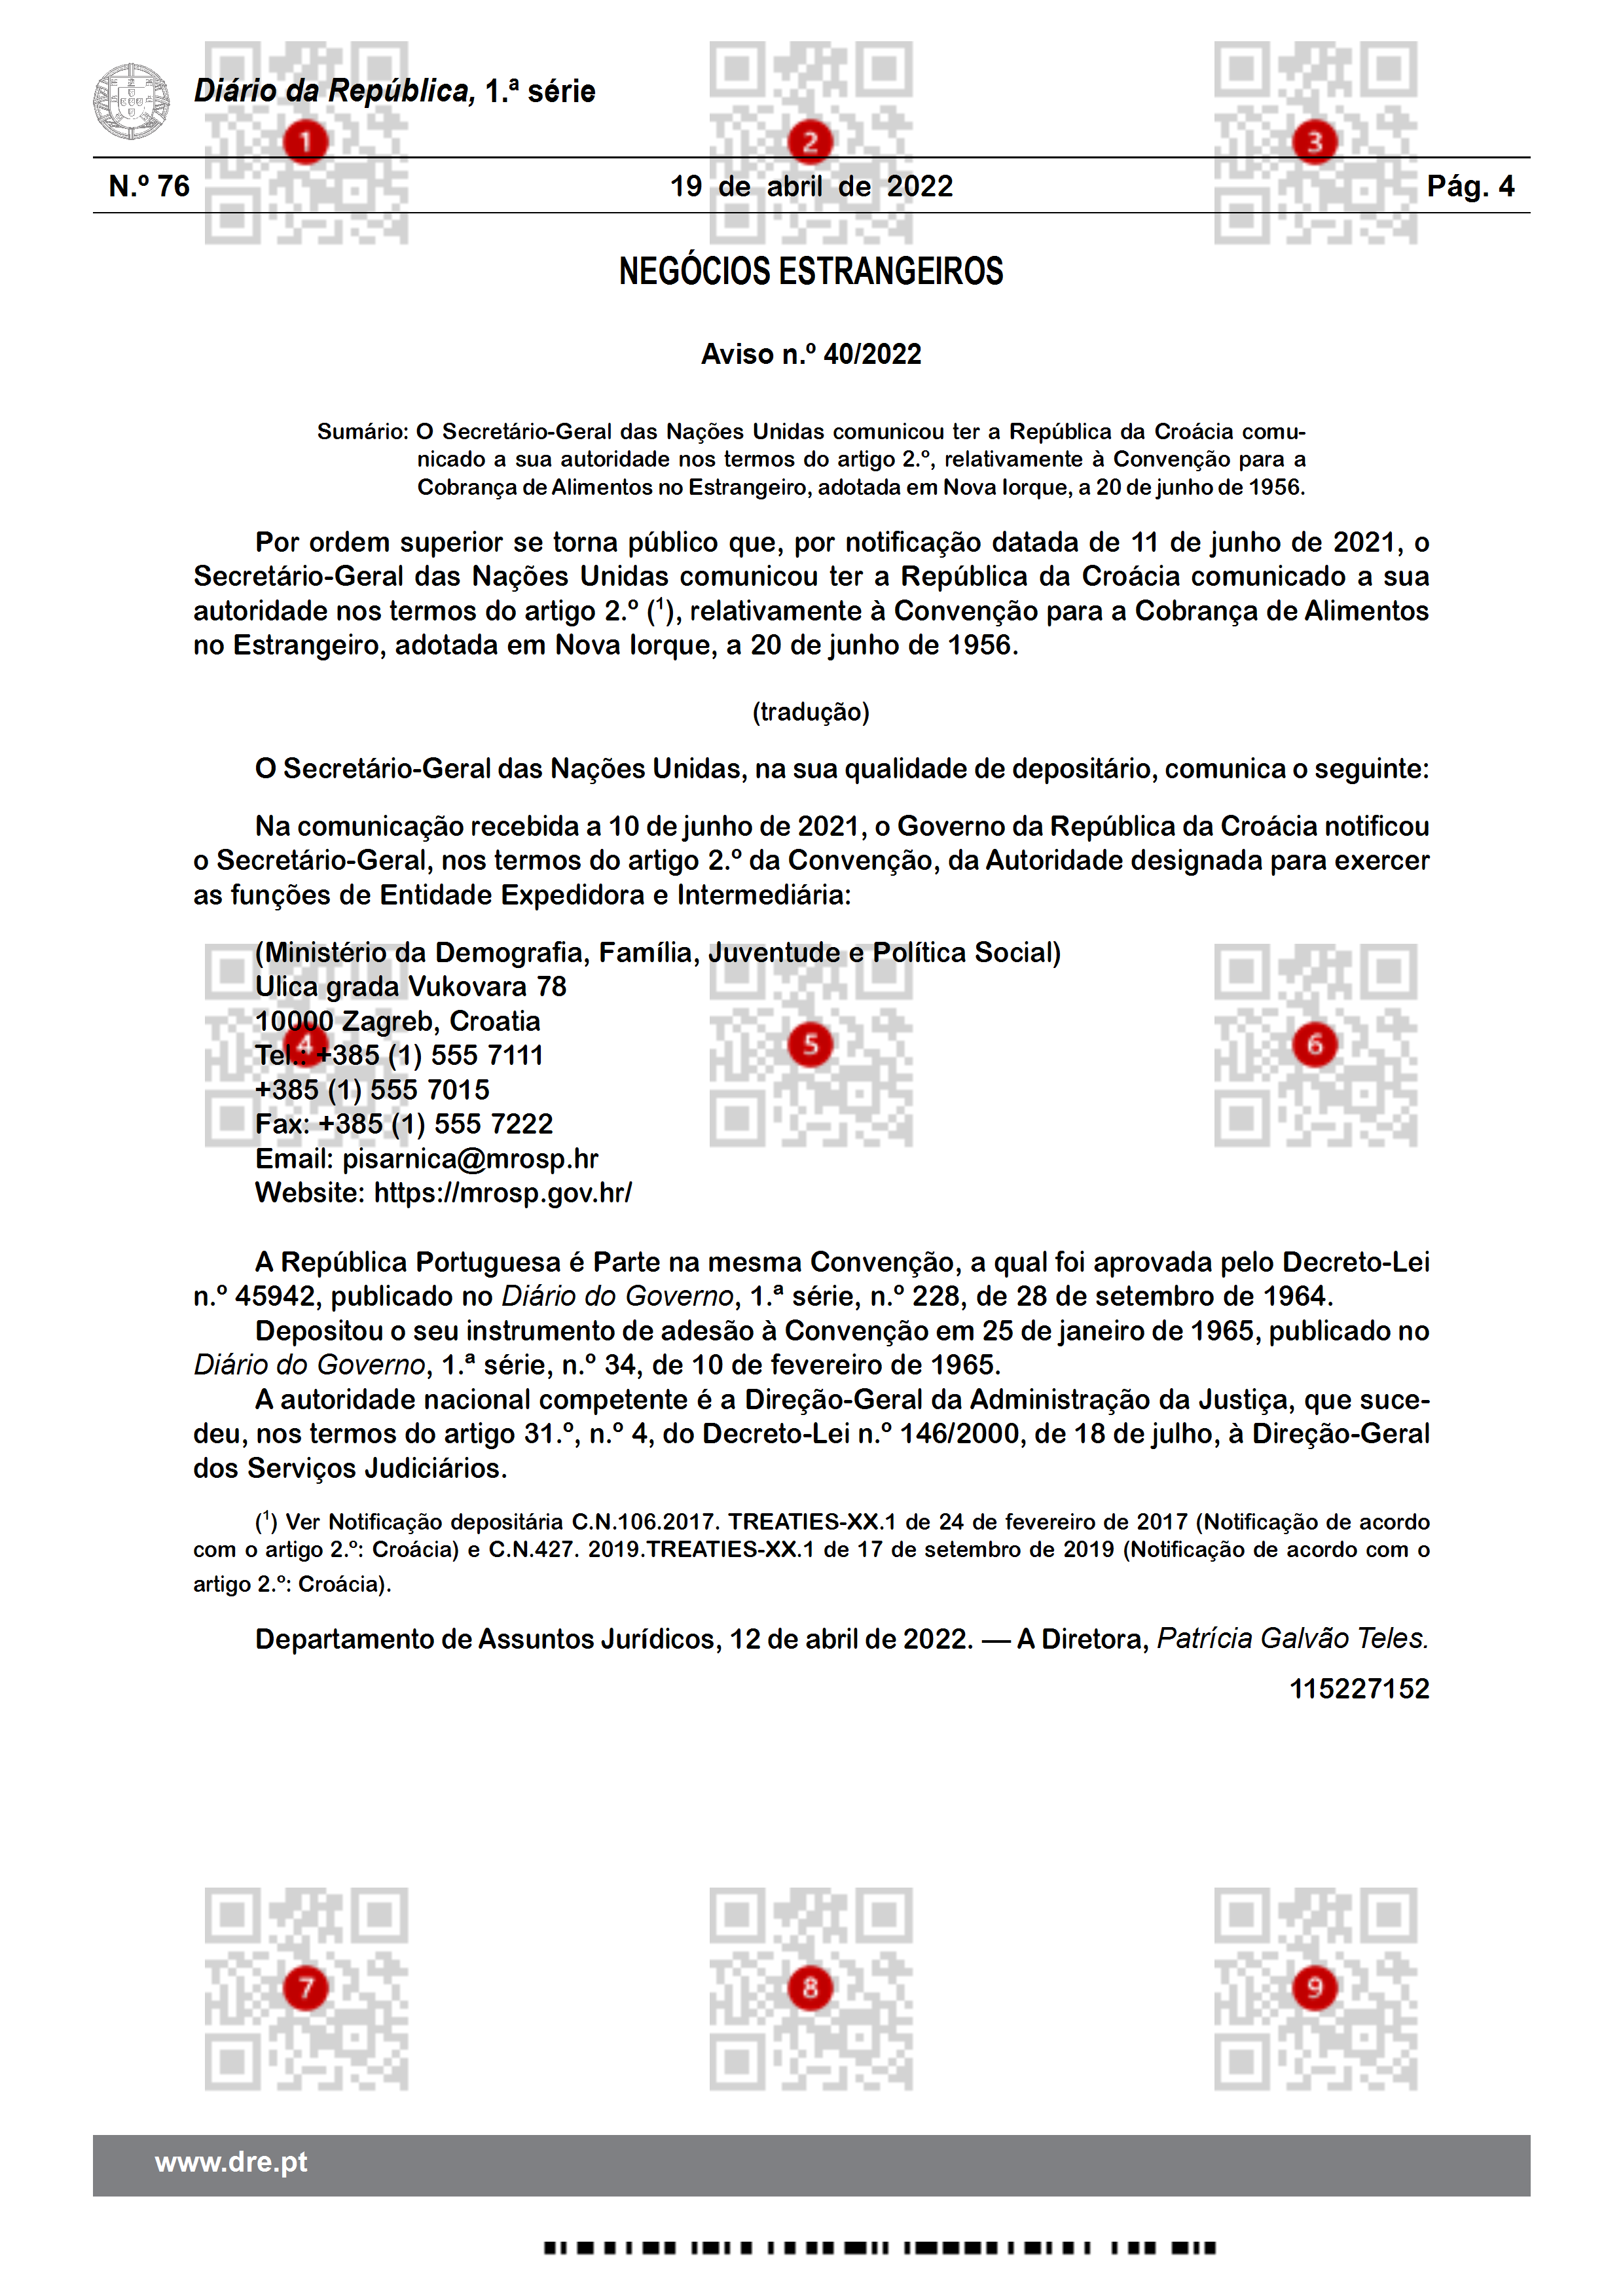 Diário da República, 1.ª série
N.º 76
19 de abril de 2022
Pág. 4
NEGÓCIOS ESTRANGEIROS
Aviso n.º 40/2022
Sumário: O Secretário-Geral das Nações Unidas comunicou ter a República da Croácia comu-
nicado a sua autoridade nos termos do artigo 2.º, relativamente à Convenção para a
Cobrança de Alimentos no Estrangeiro, adotada em Nova Iorque, a 20 de junho de 1956.
Por ordem superior se torna público que, por notificação datada de 11 de junho de 2021, o
Secretário-Geral das Nações Unidas comunicou ter a República da Croácia comunicado a sua
autoridade nos termos do artigo 2.º (¹), relativamente à Convenção para a Cobrança de Alimentos
no Estrangeiro, adotada em Nova Iorque, a 20 de junho de 1956.
(tradução)
O Secretário-Geral das Nações Unidas, na sua qualidade de depositário, comunica o seguinte:
Na comunicação recebida a 10 de junho de 2021, o Governo da República da Croácia notificou
o Secretário-Geral, nos termos do artigo 2.º da Convenção, da Autoridade designada para exercer
as funções de Entidade Expedidora e Intermediária:
(Ministério da Demografia, Família, Juventude e Política Social)
Ulica grada Vukovara 78
10000 Zagreb, Croatia
Tel.: +385 (1) 555 7111
+385 (1) 555 7015
Fax: +385 (1) 555 7222
Email: pisarnica@mrosp.hr
Website: https://mrosp.gov.hr/
A República Portuguesa é Parte na mesma Convenção, a qual foi aprovada pelo Decreto-Lei
n.º 45942, publicado no Diário do Governo, 1.ª série, n.º 228, de 28 de setembro de 1964.
Depositou o seu instrumento de adesão à Convenção em 25 de janeiro de 1965, publicado no
Diário do Governo, 1.ª série, n.º 34, de 10 de fevereiro de 1965.
A autoridade nacional competente é a Direção-Geral da Administração da Justiça, que suce-
deu, nos termos do artigo 31.º, n.º 4, do Decreto-Lei n.º 146/2000, de 18 de julho, à Direção-Geral
dos Serviços Judiciários.
(¹) Ver Notificação depositária C.N.106.2017. TREATIES-XX.1 de 24 de fevereiro de 2017 (Notificação de acordo
com o artigo 2.º: Croácia) e C.N.427. 2019.TREATIES-XX.1 de 17 de setembro de 2019 (Notificação de acordo com o
artigo 2.º: Croácia).
Departamento de Assuntos Jurídicos, 12 de abril de 2022. — A Diretora, Patrícia Galvão Teles.
115227152
1
2
3
4
5
6
7
8
9
www.dre.pt